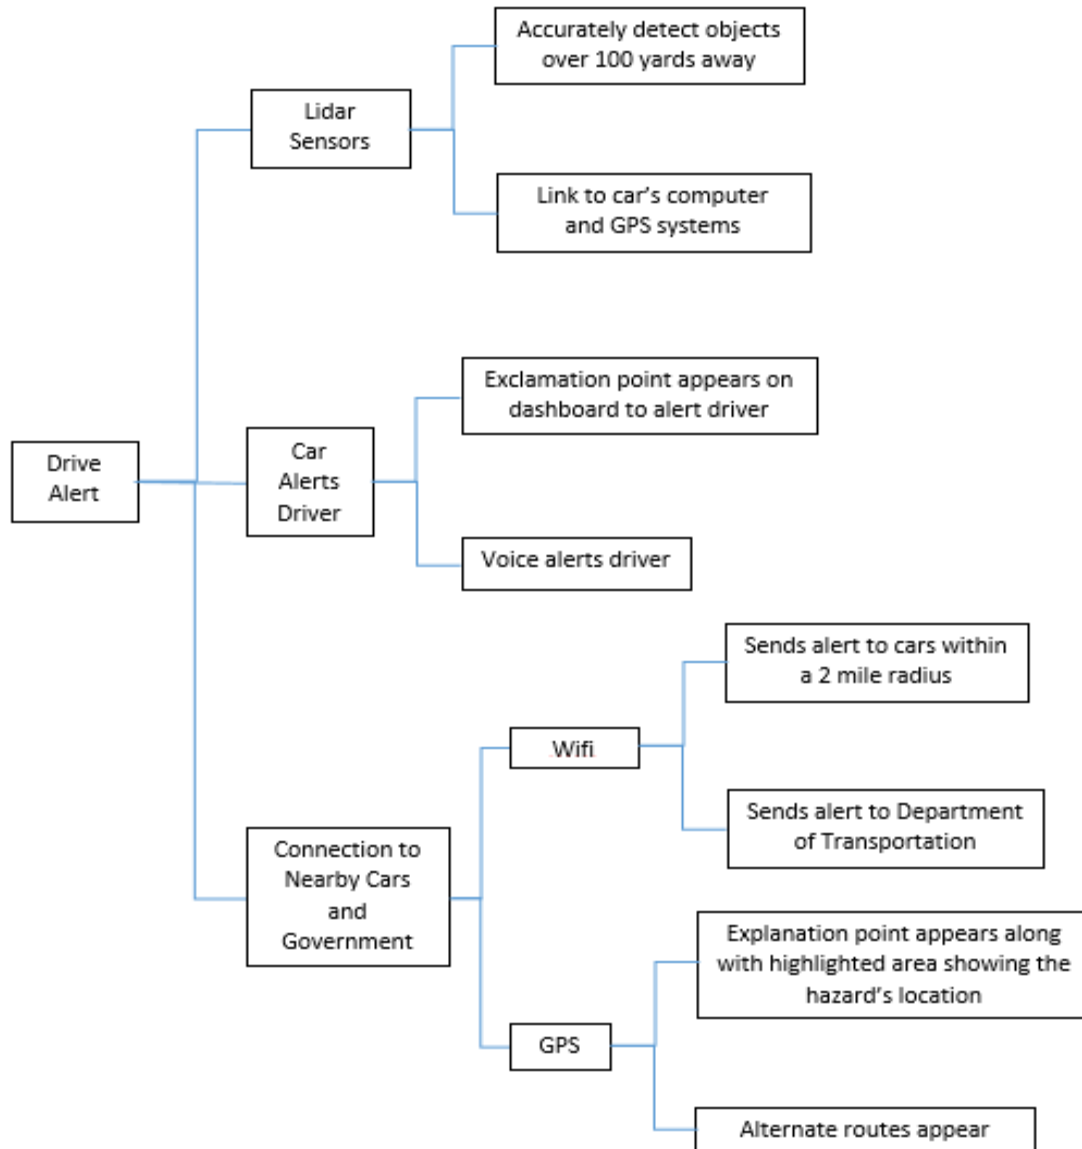 Accurately detect objects
over 100 yards away
Lidar
Sensors
Link to car's computer
and GPS systems
Exclamation point appears on
dashboard to alert driver
Drive
Alert
Car
Alerts
Driver
Voice alerts driver
Sends alert to cars within
a 2 mile radius
Wifi
Sends alert to Department
of Transportation
Connection to
Nearby Cars
and
Government
Explanation point appears along
with highlighted area showing the
hazard's location
GPS
Alternate routes appear